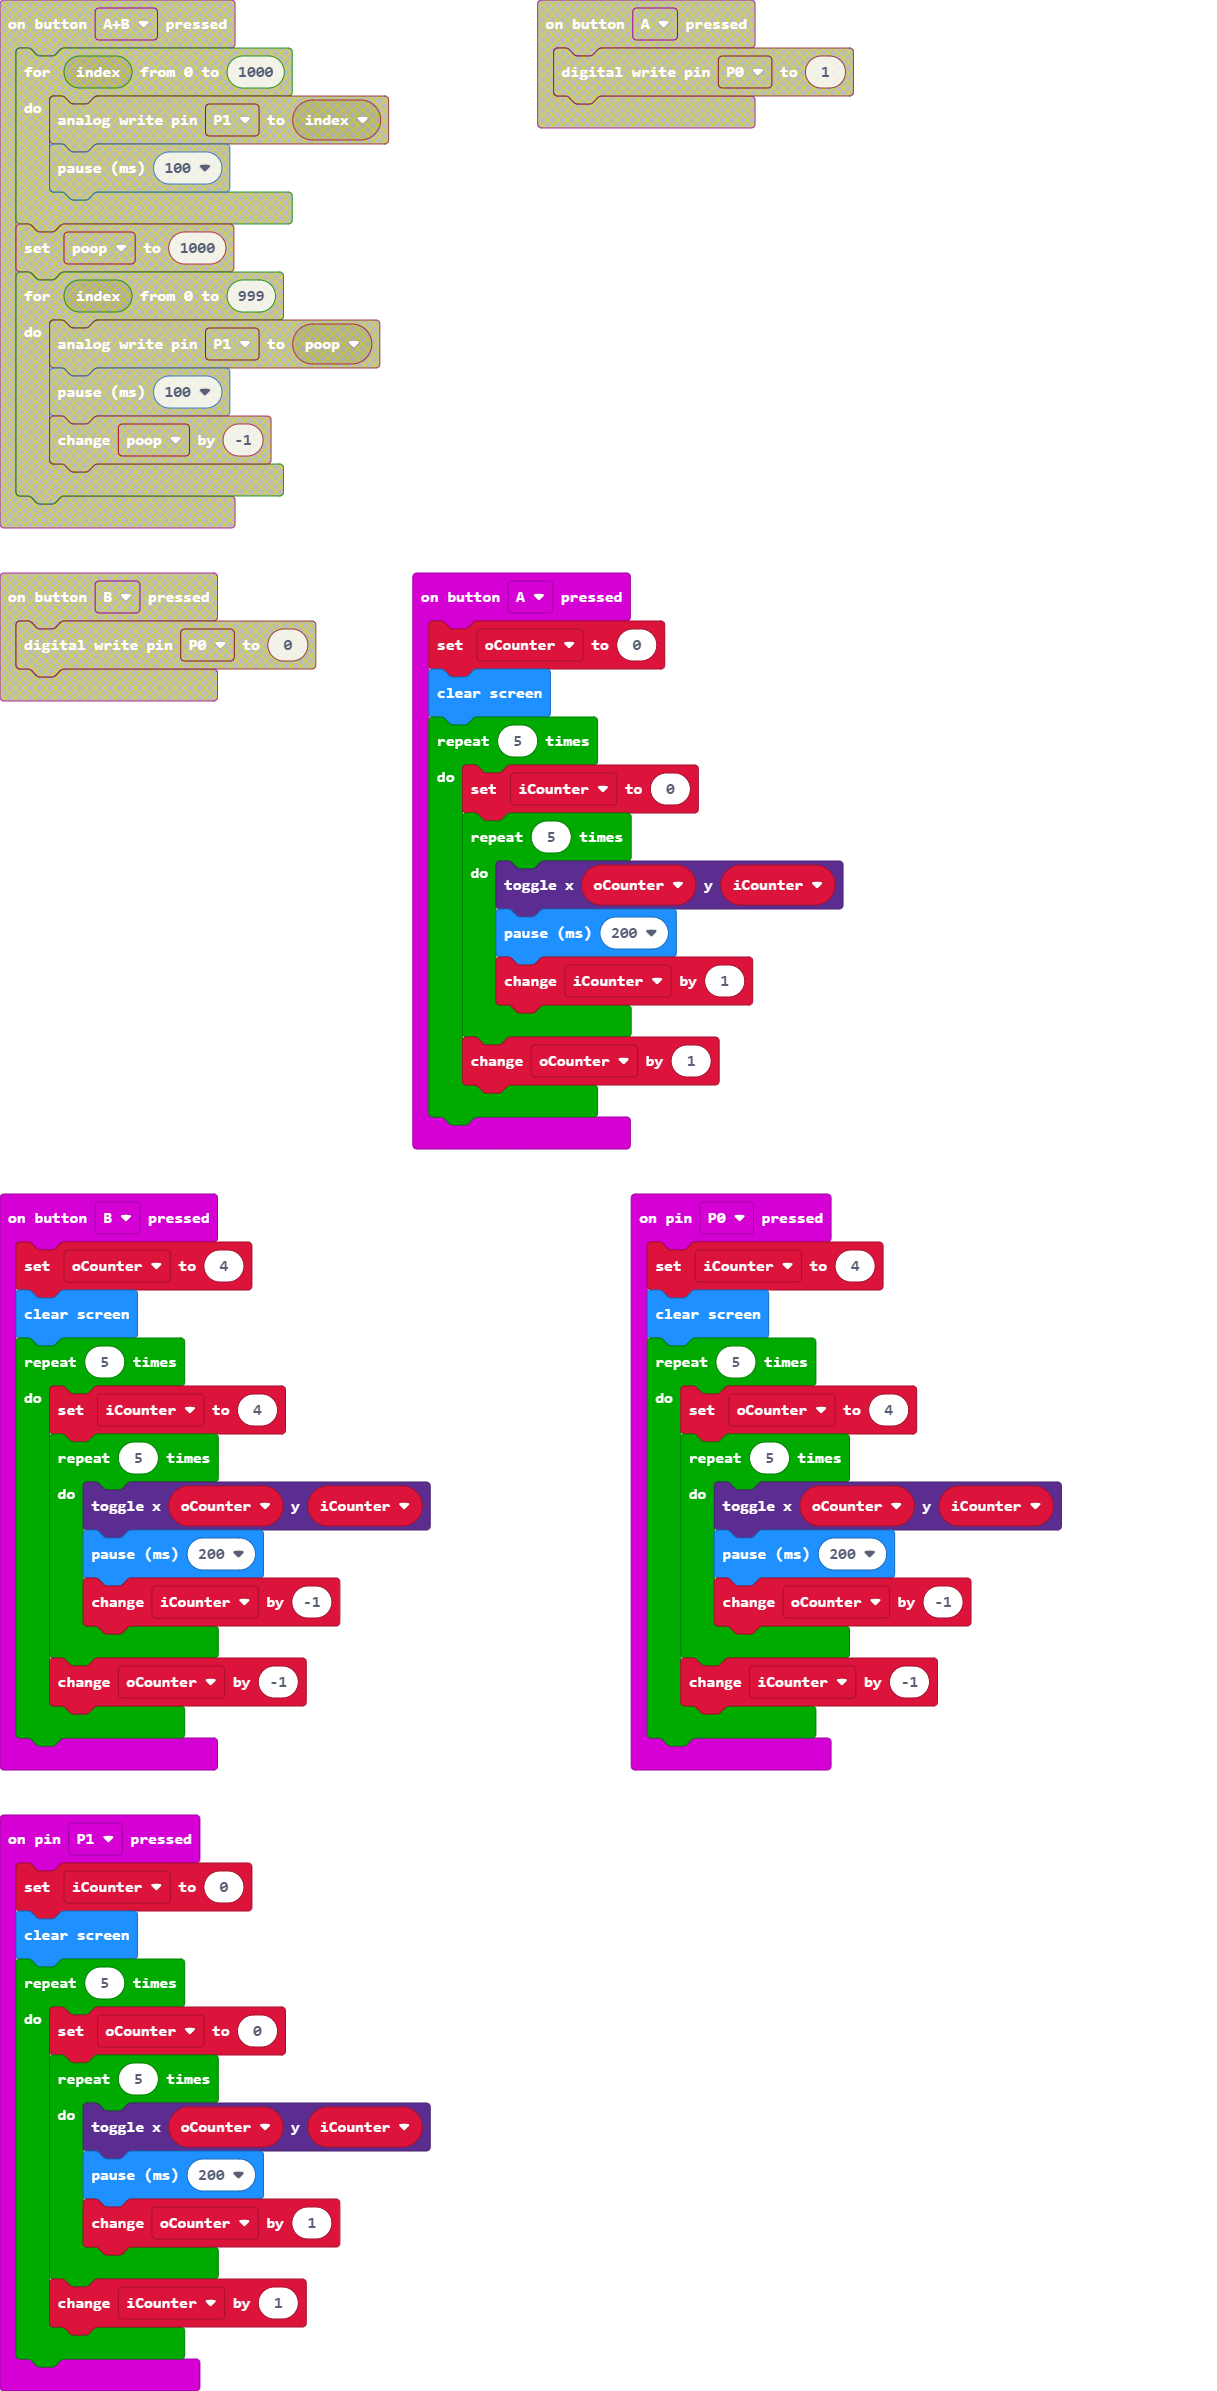 on button A+B pressed
for index from 0 to 1000
do
analog write pin P1 to index
pause (ms) 100
set poop to 1000
for index from 0 to 999
do
analog write pin P1 to poop
pause (ms) 100
change poop by -1
on button A pressed
digital write pin P0 to 1
on button B pressed
digital write pin P0 to 0
on button A pressed
set oCounter to 0
clear screen
repeat 5 times
do
set iCounter to 0
repeat 5 times
do
toggle x oCounter y iCounter
pause (ms) 200
change iCounter by 1
change oCounter by 1
on button B pressed
set oCounter to 4
clear screen
repeat 5 times
do
set iCounter to 4
repeat 5 times
do
toggle x oCounter y iCounter
pause (ms) 200
change iCounter by -1
change oCounter by -1
on pin P0 pressed
set iCounter to 4
clear screen
repeat 5 times
do
set oCounter to 4
repeat 5 times
do
toggle x oCounter y iCounter
pause (ms) 200
change oCounter by -1
change iCounter by -1
on pin P1 pressed
set iCounter to 0
clear screen
repeat 5 times
do
set oCounter to 0
repeat 5 times
do
toggle x oCounter y iCounter
pause (ms) 200
change oCounter by 1
change iCounter by 1